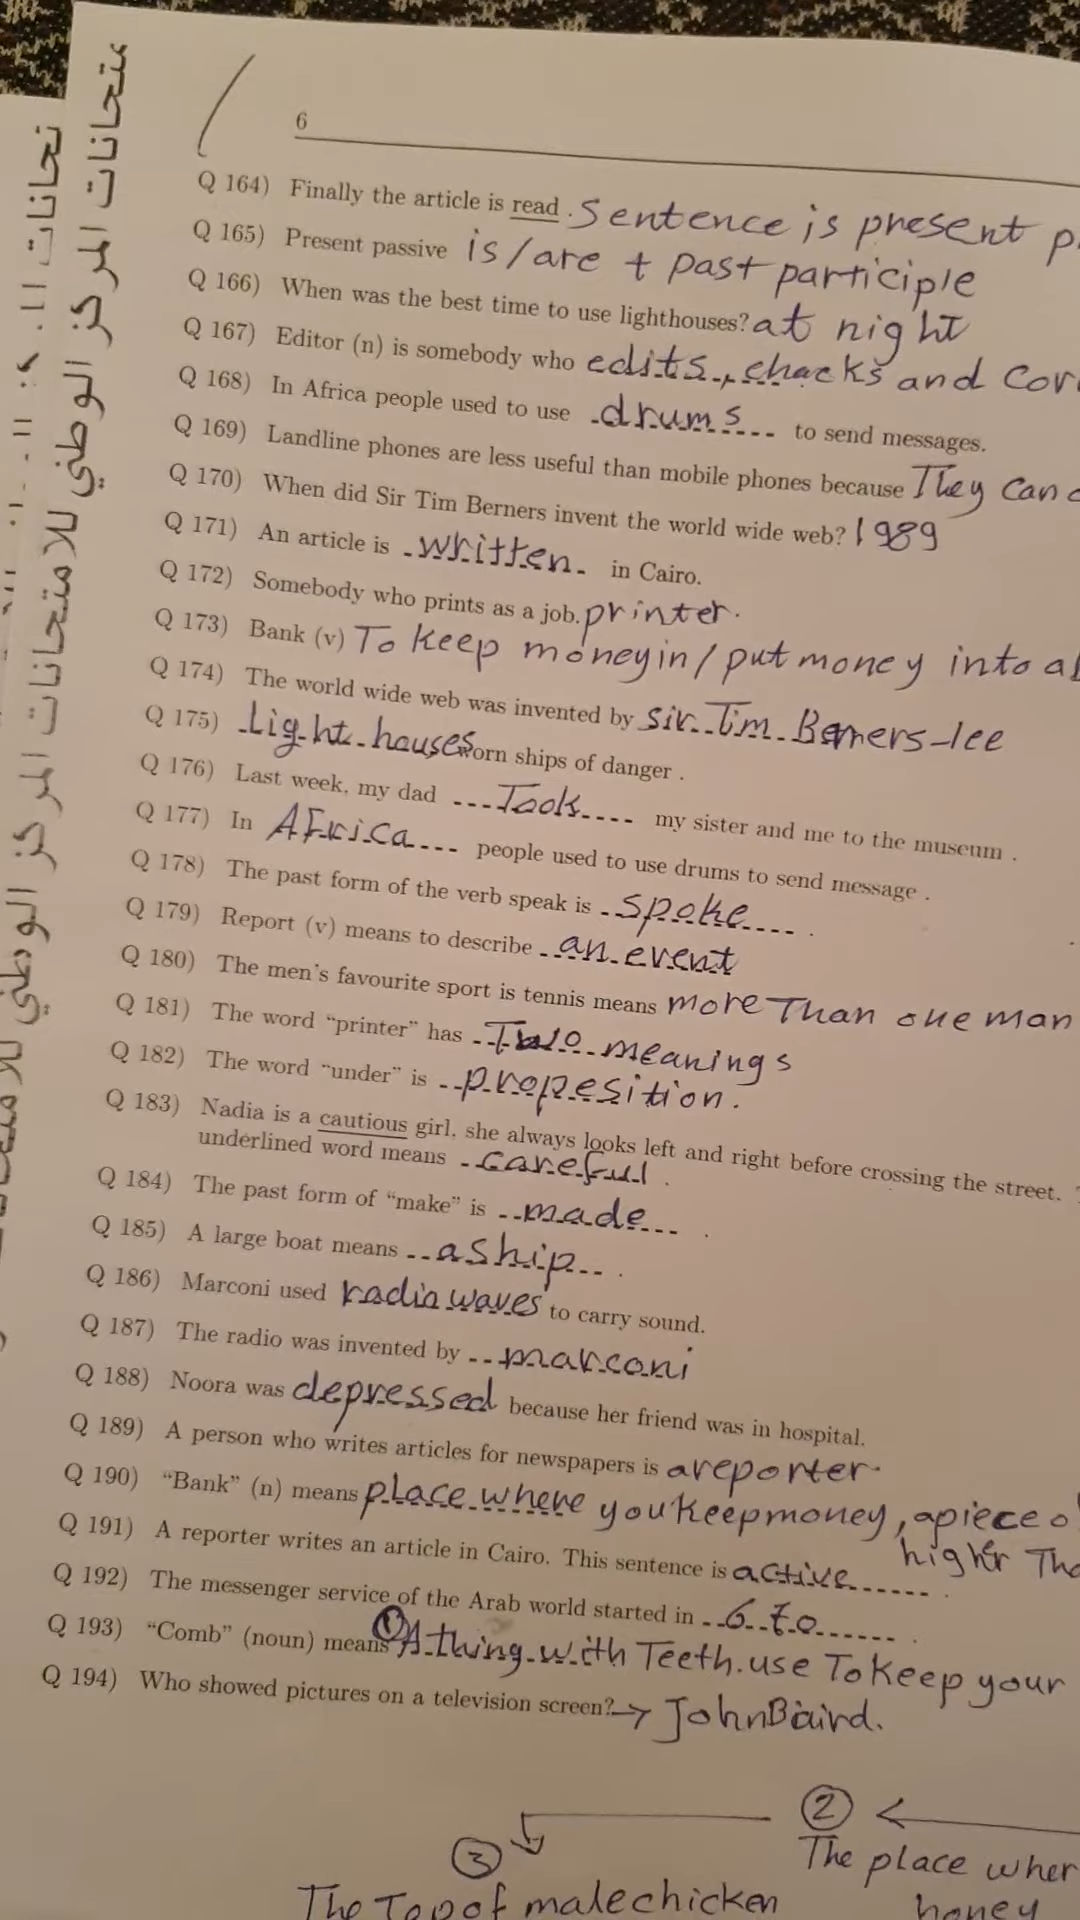 6
Q 164) Finally the article is read. Sentence is present
Q 165) Present passive is/are + past participle
Q 166) When was the best time to use lighthouses? at night
Q 167) Editor (n) is somebody who edits, chacks and
Q 168) In Africa people used to use drums to send messages.
Q 169) Landline phones are less useful than mobile phones because They can
Q 170) When did Sir Tim Berners invent the world wide web? 1989
Q 171) An article is written in Cairo.
Q 172) Somebody who prints as a job. printer.
Q 173) Bank (v) To keep money in / put money into
Q 174) The world wide web was invented by sir Tim Berners-lee
Q 175) Light houses worn ships of danger .
Q 176) Last week, my dad Took my sister and me to the museum .
Q 177) In Africa people used to use drums to send message .
Q 178) The past form of the verb speak is spoke .
Q 179) Report (v) means to describe an event
Q 180) The men's favourite sport is tennis means more Than one man
Q 181) The word "printer" has Two meanings
Q 182) The word "under" is preposition.
Q 183) Nadia is a cautious girl, she always looks left and right before crossing the street.
underlined word means careful .
Q 184) The past form of "make" is made .
Q 185) A large boat means a ship .
Q 186) Marconi used radio waves to carry sound.
Q 187) The radio was invented by marconi
Q 188) Noora was depressed because her friend was in hospital.
Q 189) A person who writes articles for newspapers is a reporter.
Q 190) "Bank" (n) means place where you keep money, a piece
higher
Q 191) A reporter writes an article in Cairo. This sentence is active .
Q 192) The messenger service of the Arab world started in 670 .
Q 193) "Comb" (noun) means ① A thing with Teeth. use To keep your
Q 194) Who showed pictures on a television screen? → John Baird.
②
The place
honey
③
The Top of male chicken
امتحانات المركز الوطني للامتحانات المركز الوطني